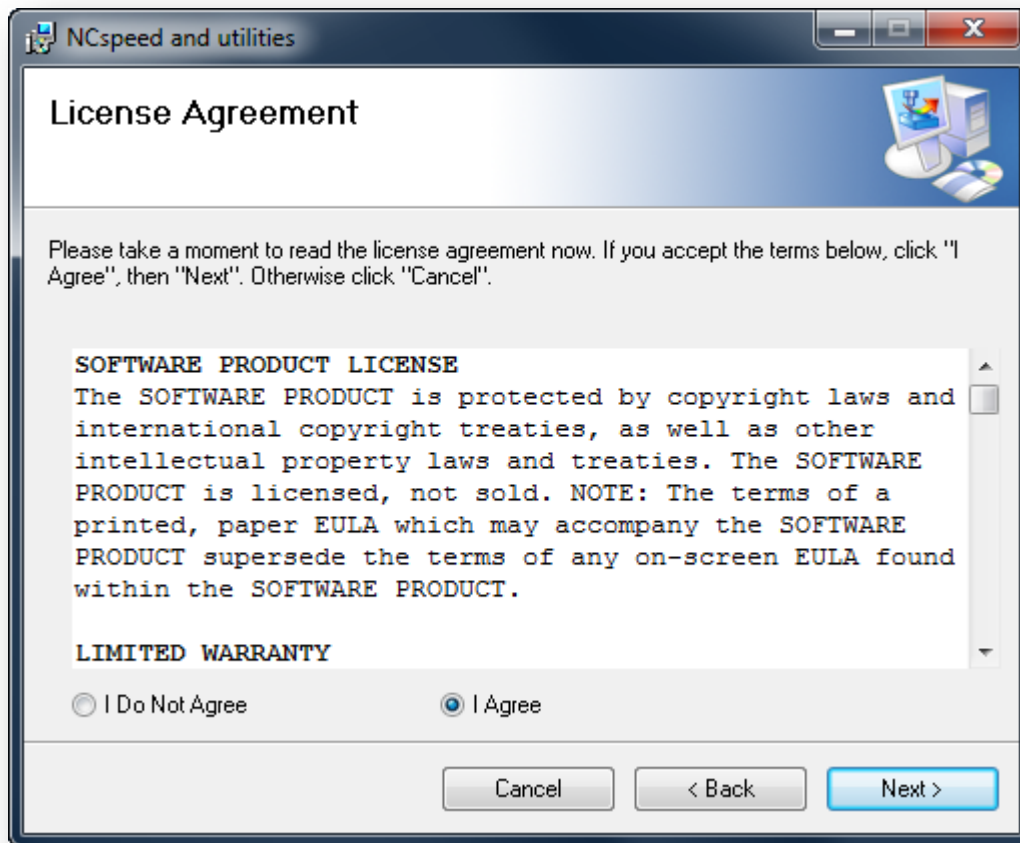 NCspeed and utilities
License Agreement
Please take a moment to read the license agreement now. If you accept the terms below, click "I
Agree", then "Next". Otherwise click "Cancel".
SOFTWARE PRODUCT LICENSE
The SOFTWARE PRODUCT is protected by copyright laws and
international copyright treaties, as well as other
intellectual property laws and treaties. The SOFTWARE
PRODUCT is licensed, not sold. NOTE: The terms of a
printed, paper EULA which may accompany the SOFTWARE
PRODUCT supersede the terms of any on-screen EULA found
within the SOFTWARE PRODUCT.
LIMITED WARRANTY
I Do Not Agree
I Agree
Cancel
< Back
Next >